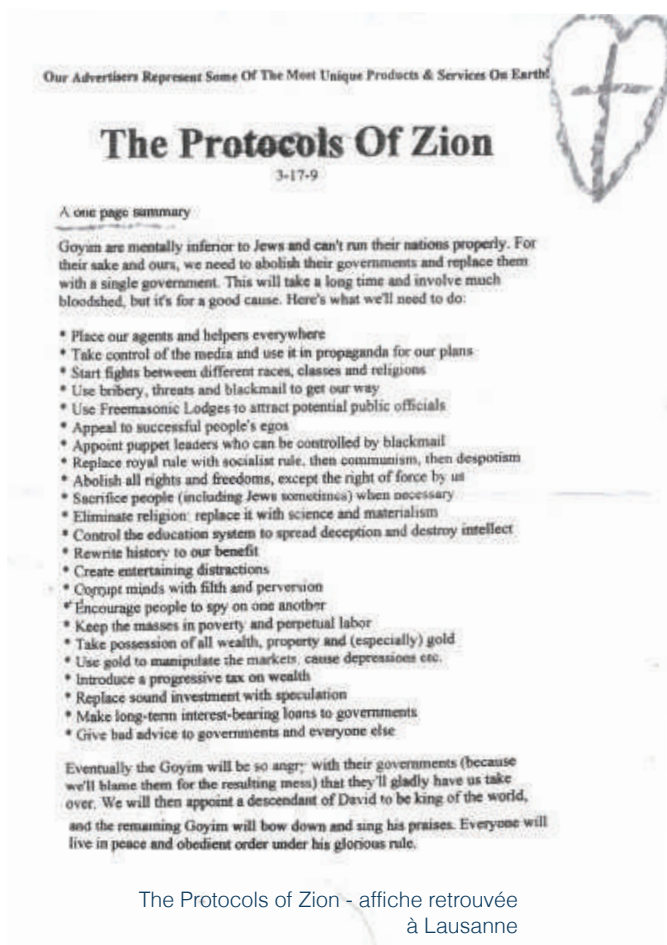 Our Advertisers Represent Some Of The Most Unique Products & Services On Earth!
The Protocols Of Zion
3-17-9
A one page summary
Goyim are mentally inferior to Jews and can't run their nations properly. For
their sake and ours, we need to abolish their governments and replace them
with a single government. This will take a long time and involve much
bloodshed, but it's for a good cause. Here's what we'll need to do:
* Place our agents and helpers everywhere
* Take control of the media and use it in propaganda for our plans
* Start fights between different races, classes and religions
* Use bribery, threats and blackmail to get our way
* Use Freemasonic Lodges to attract potential public officials
* Appeal to successful people's egos
* Appoint puppet leaders who can be controlled by blackmail
* Replace royal rule with socialist rule, then communism, then despotism
* Abolish all rights and freedoms, except the right of force by us
* Sacrifice people (including Jews sometimes) when necessary
* Eliminate religion; replace it with science and materialism
* Control the education system to spread deception and destroy intellect
* Rewrite history to our benefit
* Create entertaining distractions
* Corrupt minds with filth and perversion
* Encourage people to spy on one another
* Keep the masses in poverty and perpetual labor
* Take possession of all wealth, property and (especially) gold
* Use gold to manipulate the markets, cause depressions etc.
* Introduce a progressive tax on wealth
* Replace sound investment with speculation
* Make long-term interest-bearing loans to governments
* Give bad advice to governments and everyone else
Eventually the Goyim will be so angry with their governments (because
we'll blame them for the resulting mess) that they'll gladly have us take
over. We will then appoint a descendant of David to be king of the world,
and the remaining Goyim will bow down and sing his praises. Everyone will
live in peace and obedient order under his glorious rule.
The Protocols of Zion - affiche retrouvée
à Lausanne